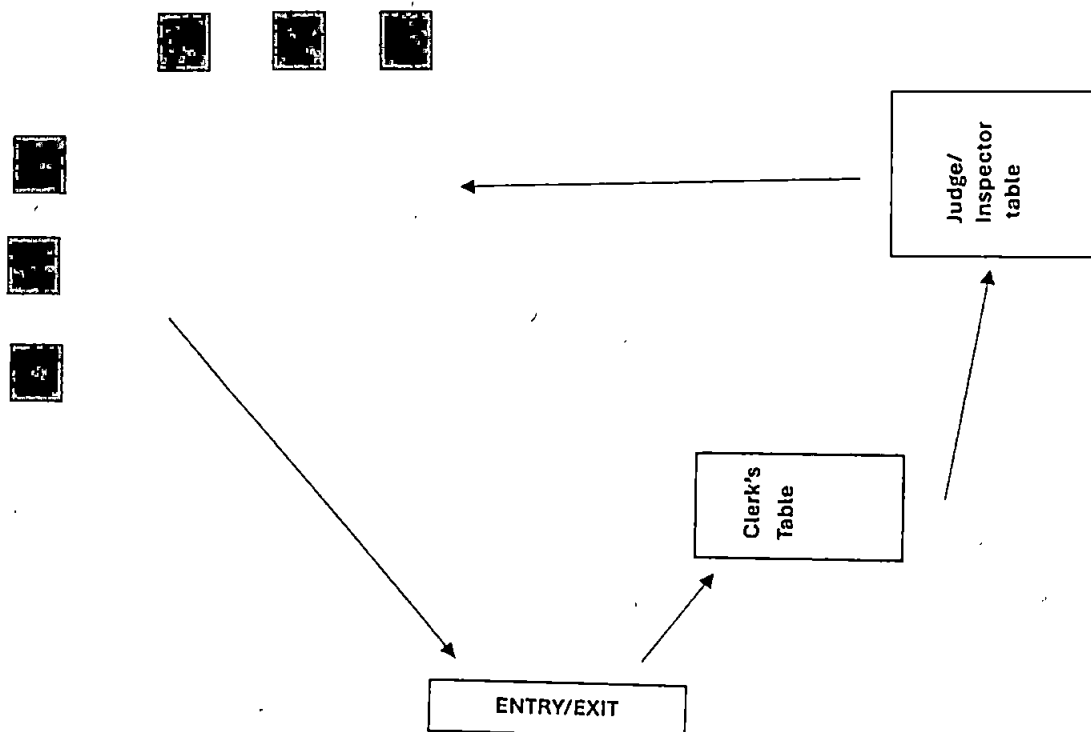 Judge/
Inspector
table
Clerk's
Table
ENTRY/EXIT